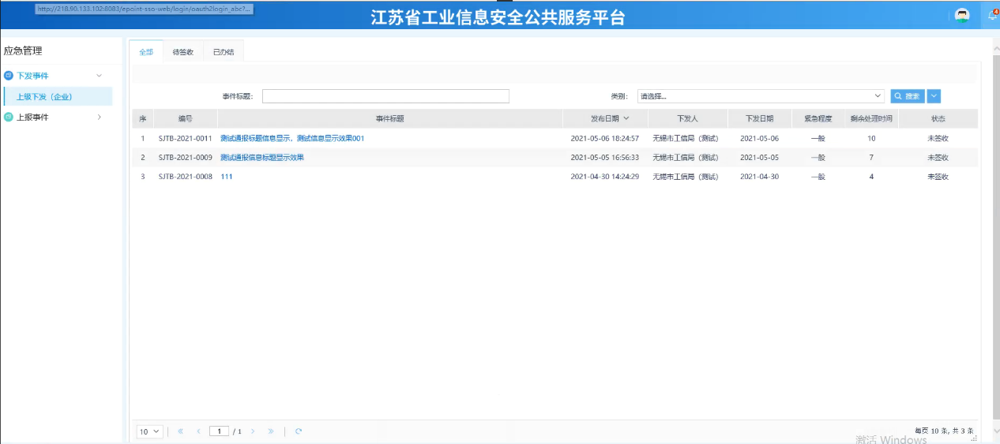 http://218.90.133.102:8083/epoint-sso-web/login/oauth2login_abc?...
江苏省工业信息安全公共服务平台
4
应急管理
全部 待签收 已办结
下发事件
上级下发（企业）
上报事件
事件标题： 类别： 请选择... 搜索
序 编号 事件标题 发布日期 下发人 下发日期 紧急程度 剩余处理时间 状态
1 SJTB-2021-0011 测试通报标题信息显示，测试信息显示效果001 2021-05-06 18:24:57 无锡市工信局（测试） 2021-05-06 一般 10 未签收
2 SJTB-2021-0009 测试通报信息标题显示效果 2021-05-05 16:56:33 无锡市工信局（测试） 2021-05-05 一般 7 未签收
3 SJTB-2021-0008 111 2021-04-30 14:24:29 无锡市工信局（测试） 2021-04-30 一般 4 未签收
10 1 / 1 每页 10 条, 共 3 条
激活 Windows